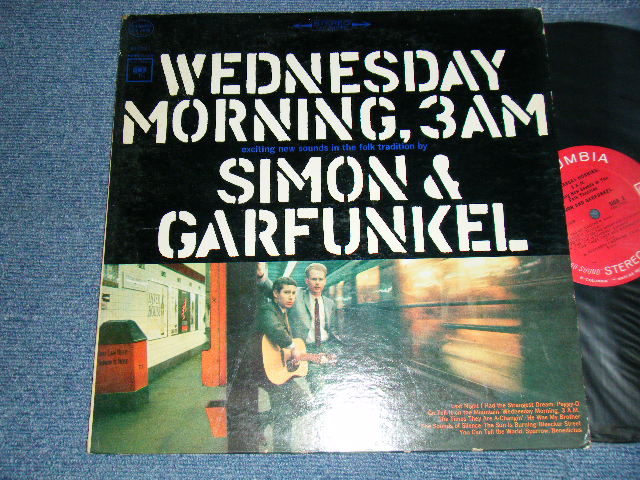 STEREO
WEDNESDAY
MORNING, 3AM
exciting new sounds in the folk tradition by
SIMON &
GARFUNKEL
Last Night I Had the Strangest Dream, Peggy-O
Go Tell It on the Mountain, Wednesday Morning, 3 A.M.
The Times They Are A-Changin', He Was My Brother
The Sounds of Silence, The Sun Is Burning, Bleecker Street
You Can Tell the World, Sparrow, Benedictus
UMBIA
SIDE
STEREO